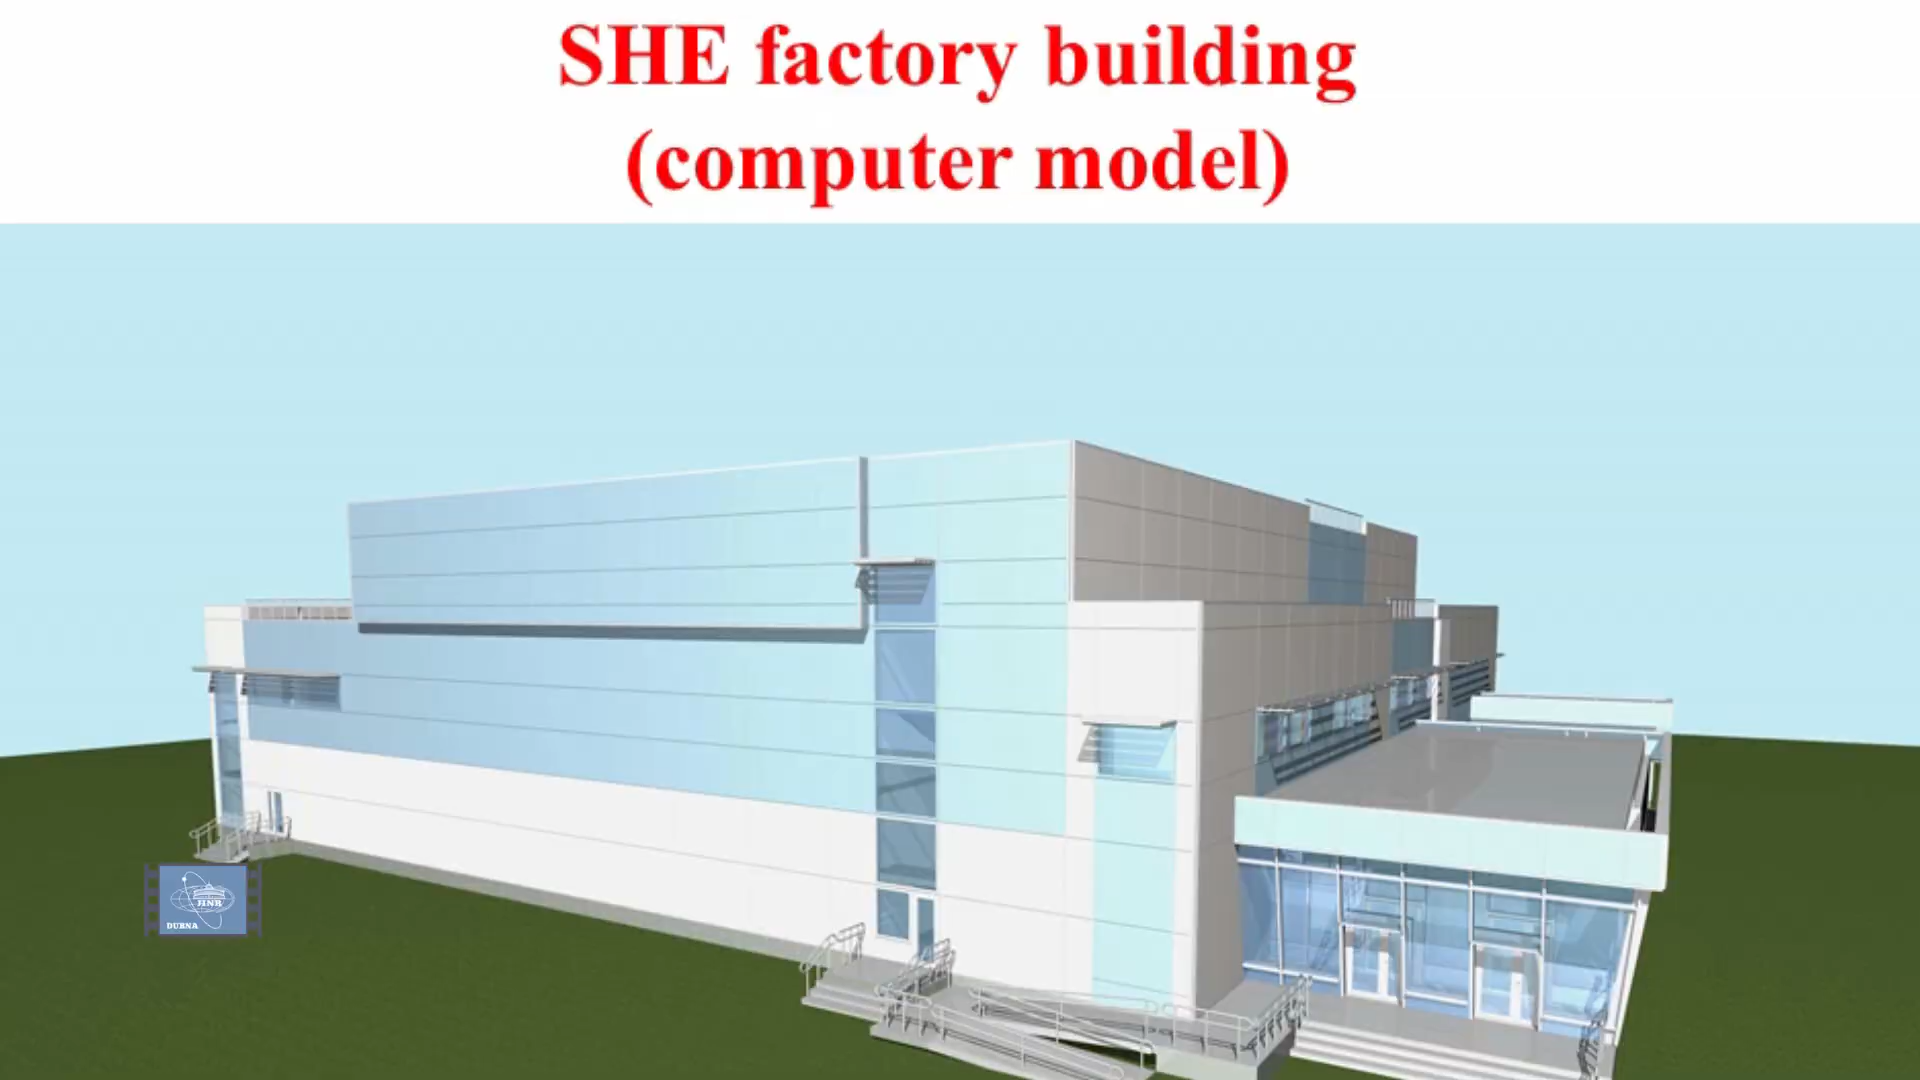 SHE factory building
(computer model)
JINR
DUBNA